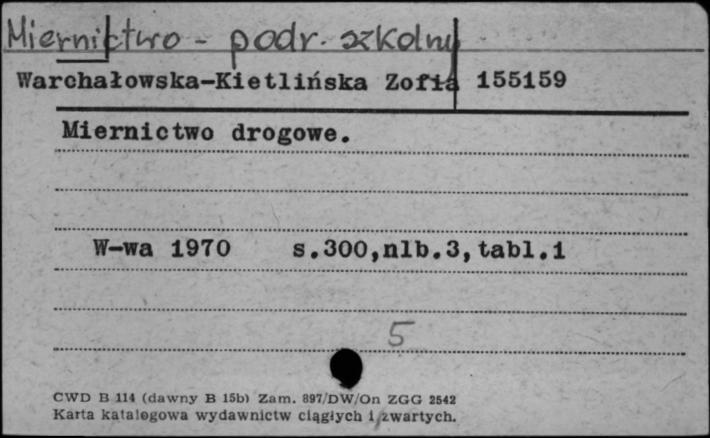 Miernictwo - podr. szkolny
Warchałowska-Kietlińska Zofia 155159
Miernictwo drogowe.
W-wa 1970 s.300,nlb.3,tabl.1
5
CWD B 114 (dawny B 15b) Zam. 897/DW/On ZGG 2542
Karta katalogowa wydawnictw ciągłych i zwartych.